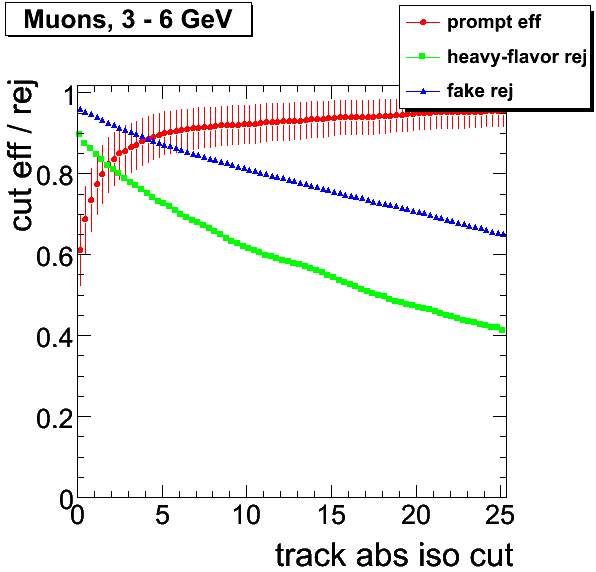 Muons, 3 - 6 GeV
prompt eff
heavy-flavor rej
fake rej
cut eff / rej
1
0.8
0.6
0.4
0.2
0
0 5 10 15 20 25
track abs iso cut